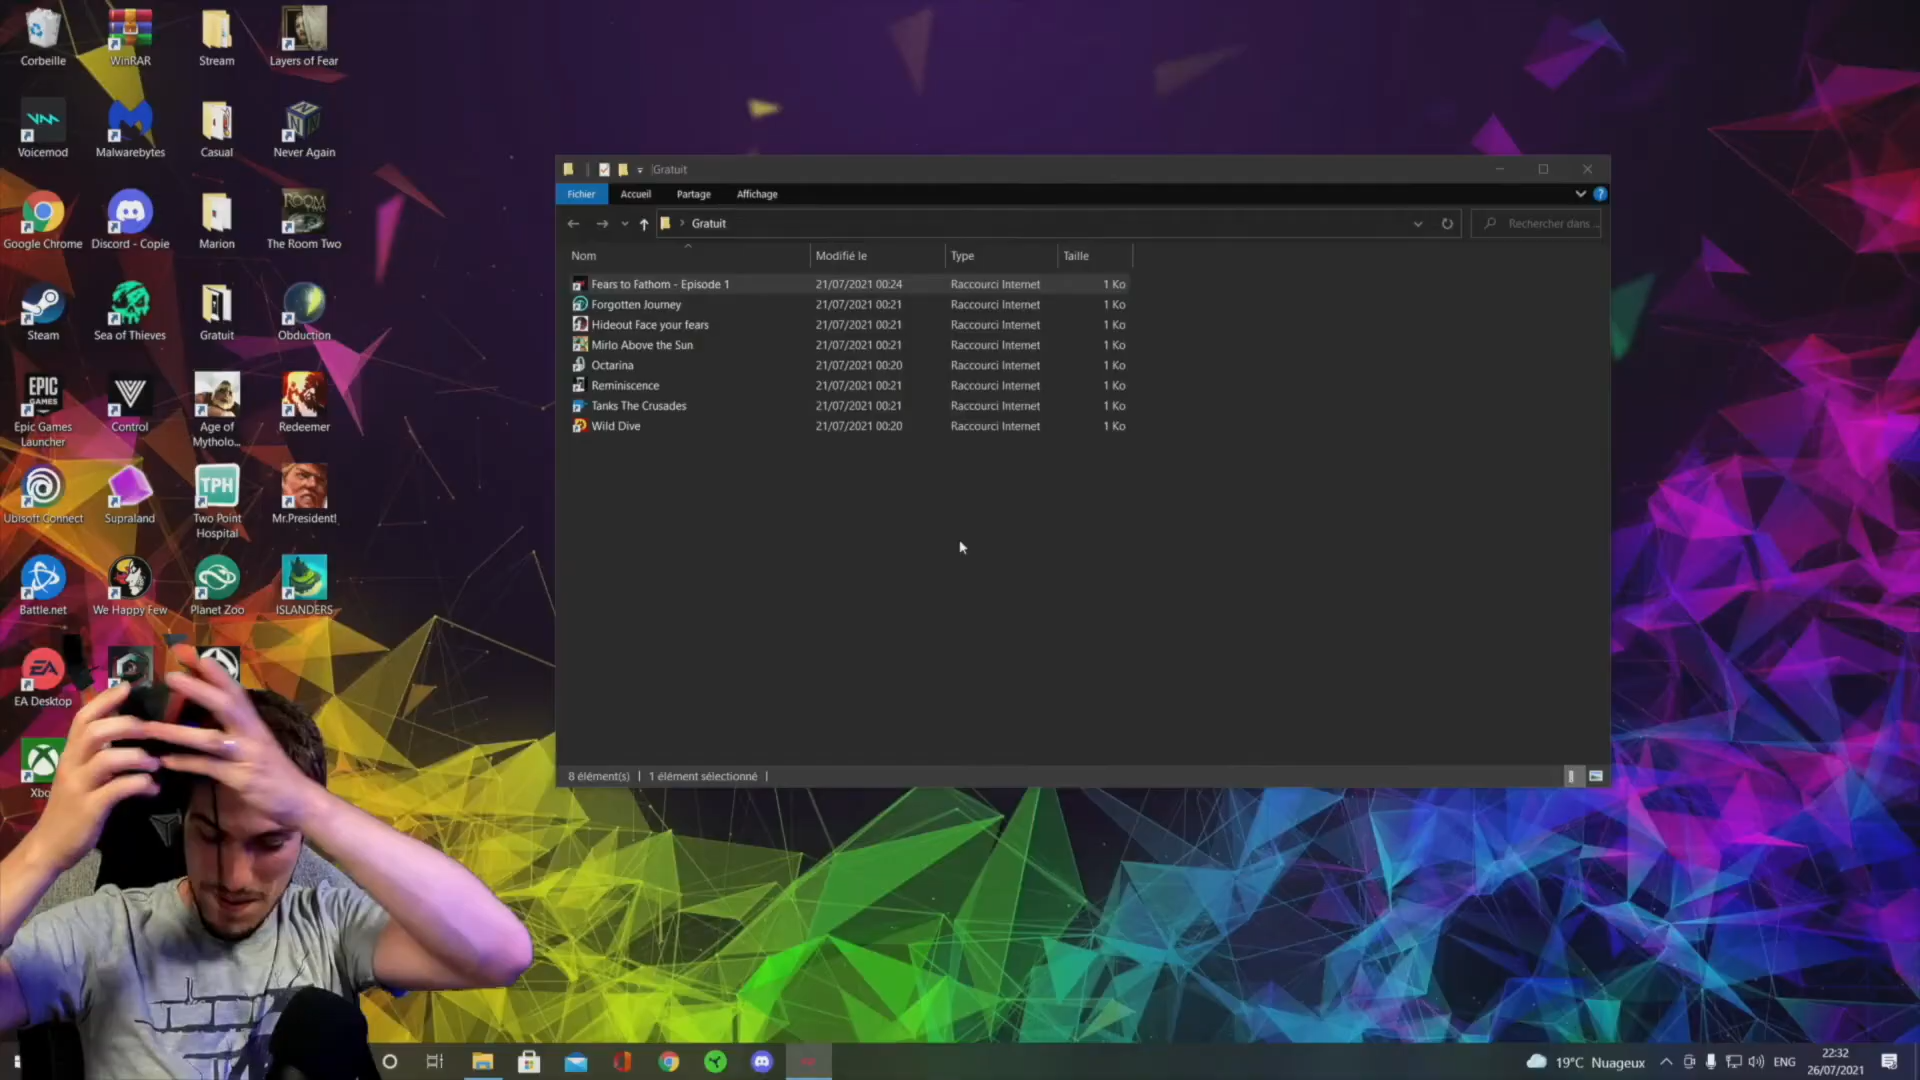 Corbeille
WinRAR
Stream
Layers of Fear
Voicemod
Malwarebytes
Casual
Never Again
Google Chrome
Discord - Copie
Marion
The Room Two
Steam
Sea of Thieves
Gratuit
Obduction
Epic Games
Launcher
Control
Age of
Mytholo...
Redeemer
Ubisoft Connect
Supraland
Two Point
Hospital
Mr.President!
Battle.net
We Happy Few
Planet Zoo
ISLANDERS
EA Desktop
Xbo
EPIC
GAMES
TPH
EA
ROOM
TWO
Gratuit
Fichier
Accueil
Partage
Affichage
Gratuit
Rechercher dans ...
Nom
Modifié le
Type
Taille
Fears to Fathom - Episode 1 21/07/2021 00:24 Raccourci Internet 1 Ko
Forgotten Journey 21/07/2021 00:21 Raccourci Internet 1 Ko
Hideout Face your fears 21/07/2021 00:21 Raccourci Internet 1 Ko
Mirlo Above the Sun 21/07/2021 00:21 Raccourci Internet 1 Ko
Octarina 21/07/2021 00:20 Raccourci Internet 1 Ko
Reminiscence 21/07/2021 00:21 Raccourci Internet 1 Ko
Tanks The Crusades 21/07/2021 00:21 Raccourci Internet 1 Ko
Wild Dive 21/07/2021 00:20 Raccourci Internet 1 Ko
8 élément(s)
1 élément sélectionné
19°C Nuageux
ENG
22:32
26/07/2021